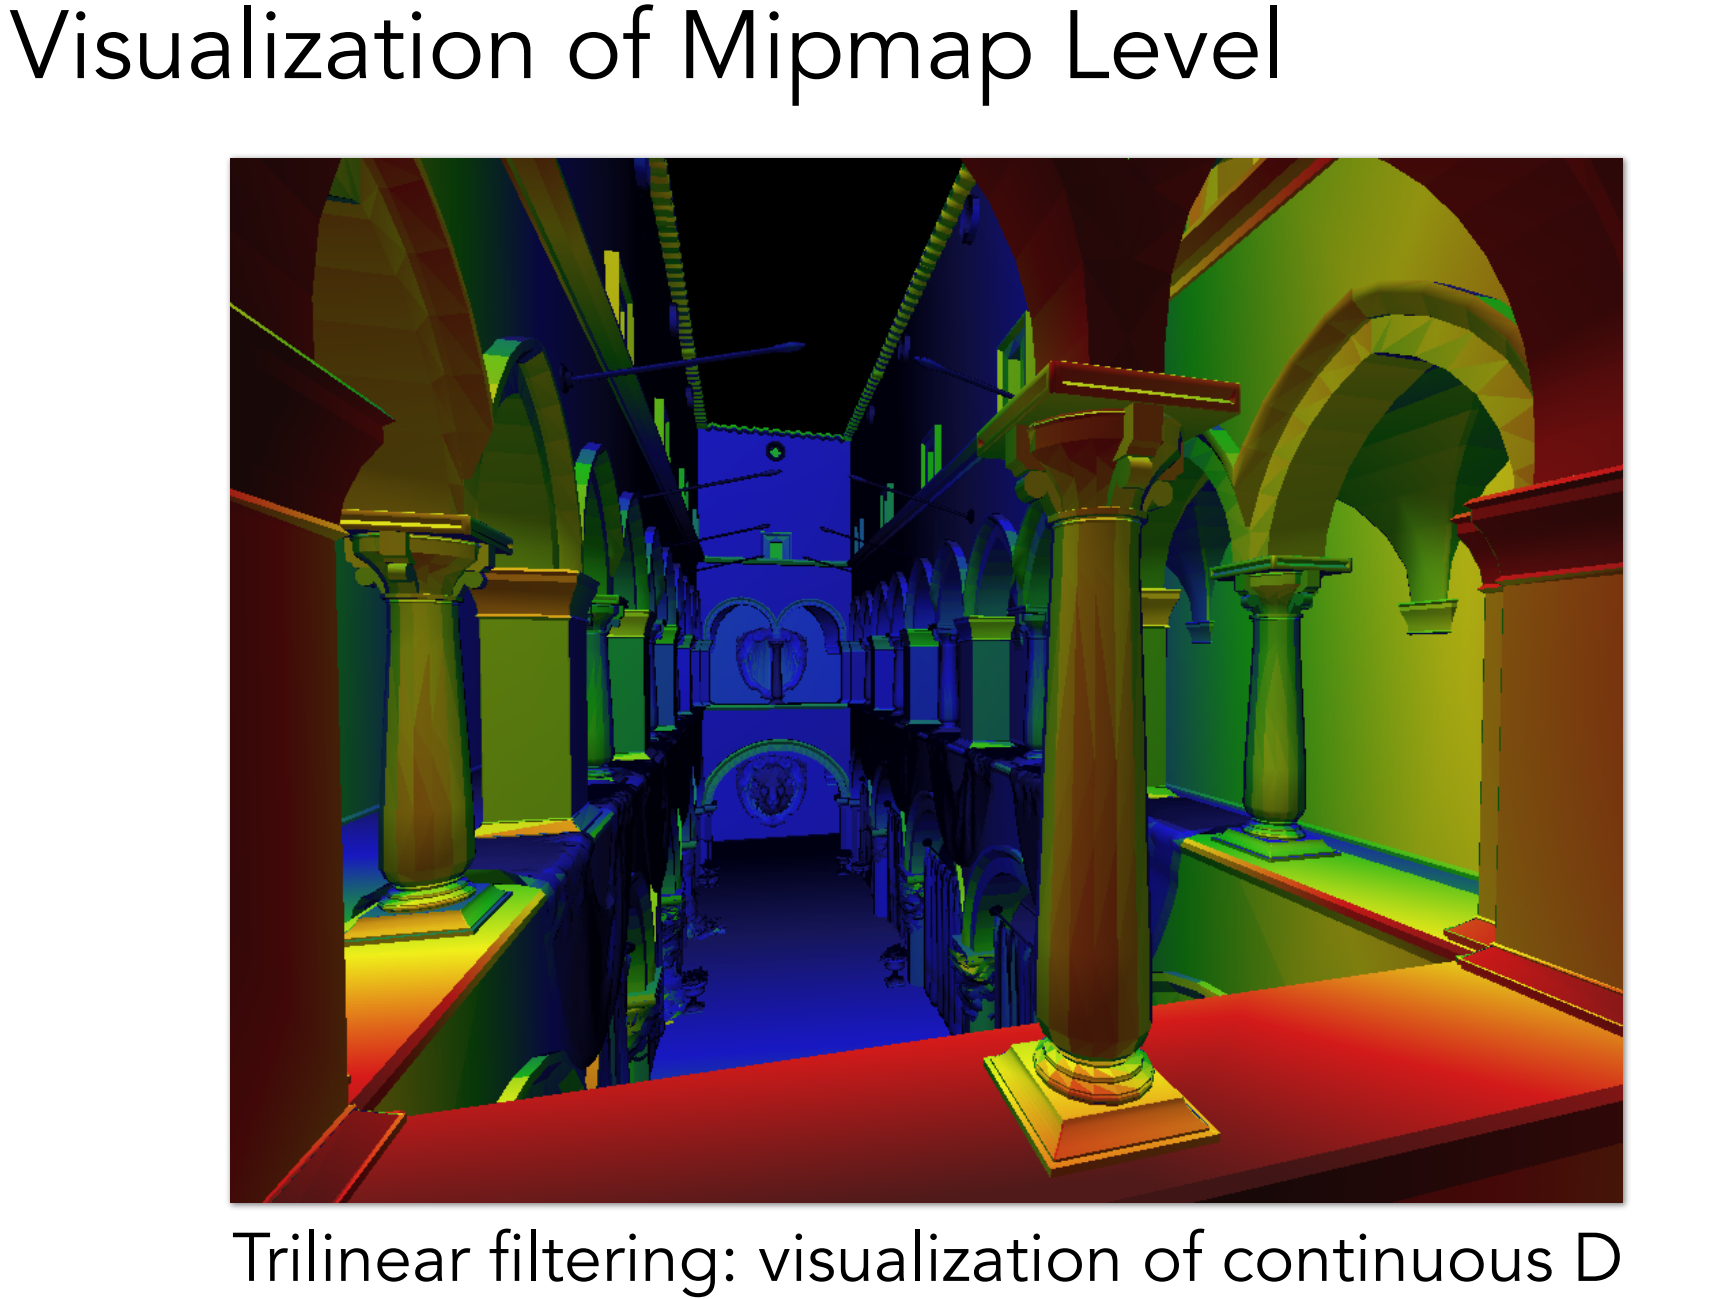 Visualization of Mipmap Level
Trilinear filtering: visualization of continuous D